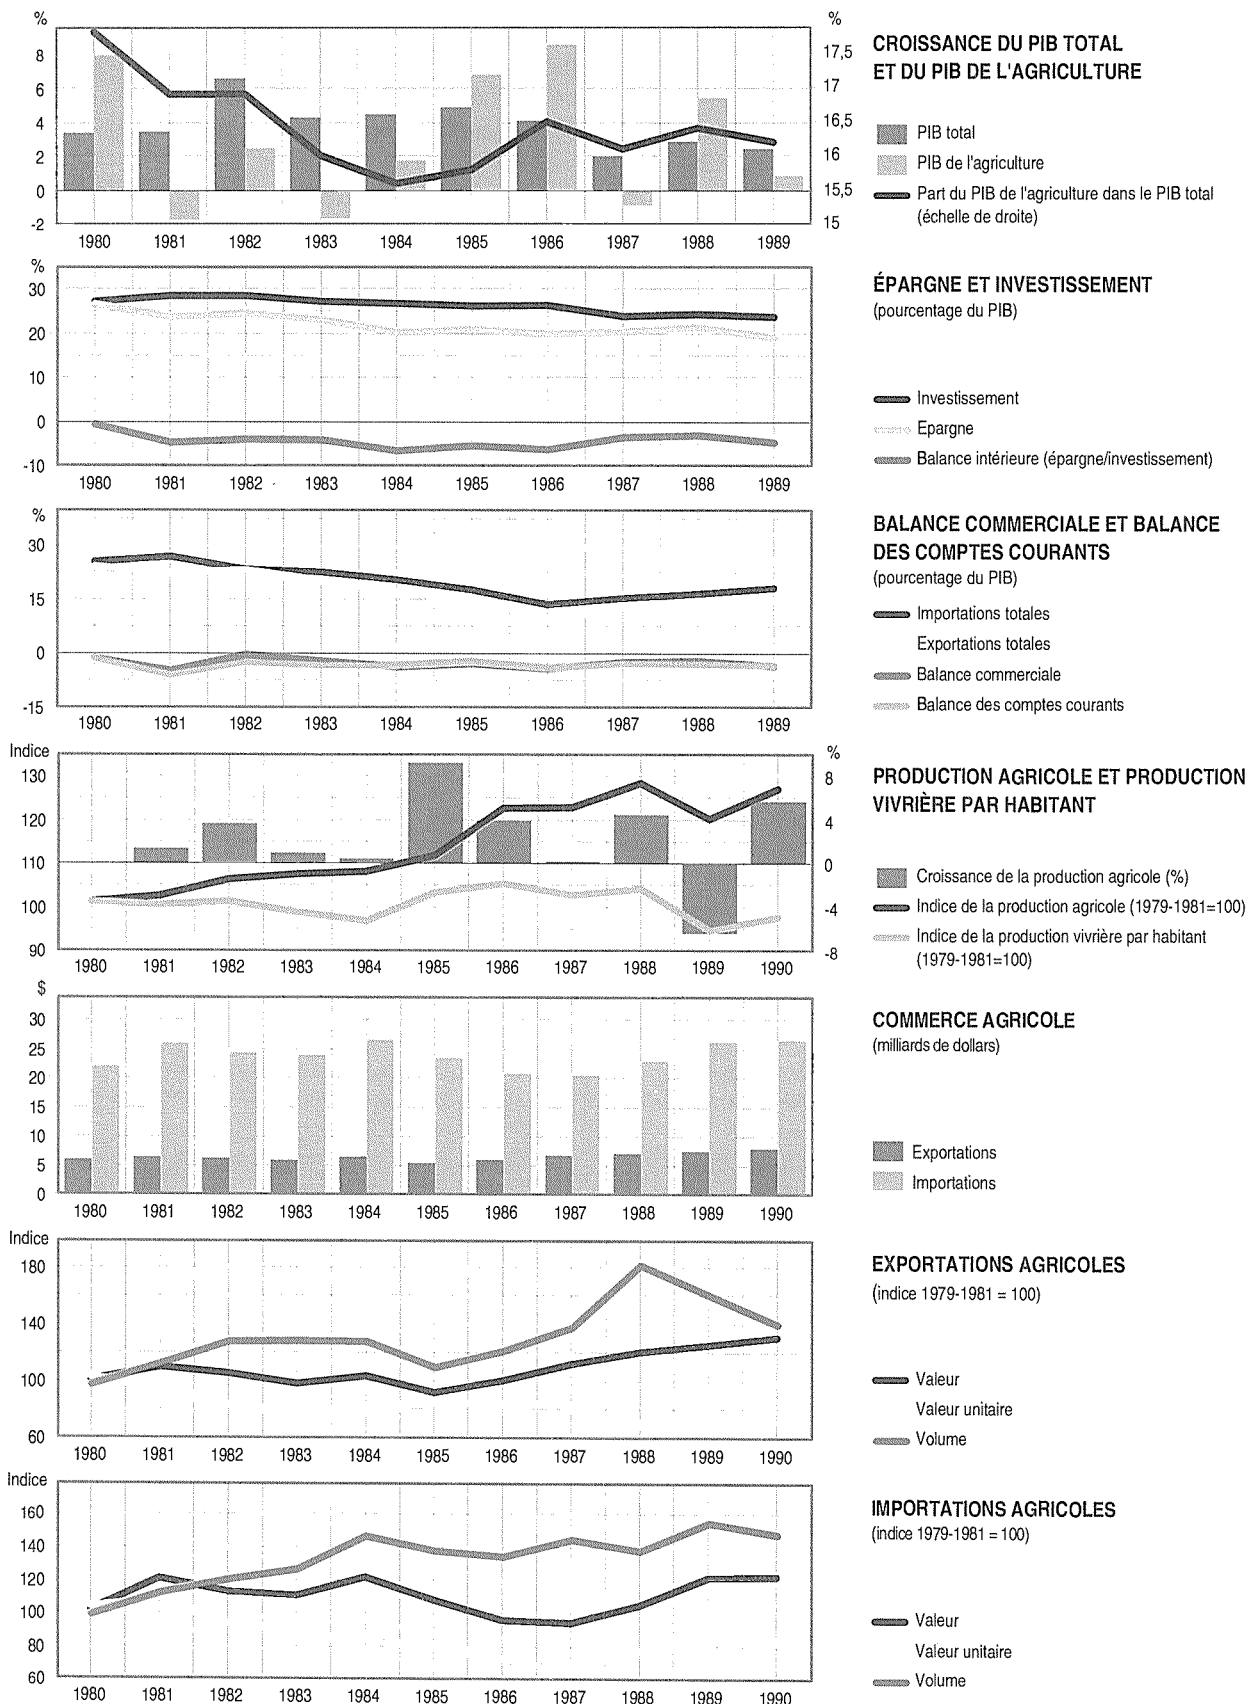 %
%
8
6
4
2
0
-2
17,5
17
16,5
16
15,5
15
1980 1981 1982 1983 1984 1985 1986 1987 1988 1989
CROISSANCE DU PIB TOTAL
ET DU PIB DE L'AGRICULTURE
PIB total
PIB de l'agriculture
Part du PIB de l'agriculture dans le PIB total
(échelle de droite)
%
30
20
10
0
-10
1980 1981 1982 1983 1984 1985 1986 1987 1988 1989
ÉPARGNE ET INVESTISSEMENT
(pourcentage du PIB)
Investissement
Epargne
Balance intérieure (épargne/investissement)
%
30
15
0
-15
1980 1981 1982 1983 1984 1985 1986 1987 1988 1989
BALANCE COMMERCIALE ET BALANCE
DES COMPTES COURANTS
(pourcentage du PIB)
Importations totales
Exportations totales
Balance commerciale
Balance des comptes courants
Indice
%
130
120
110
100
90
8
4
0
-4
-8
1980 1981 1982 1983 1984 1985 1986 1987 1988 1989 1990
PRODUCTION AGRICOLE ET PRODUCTION
VIVRIÈRE PAR HABITANT
Croissance de la production agricole (%)
Indice de la production agricole (1979-1981=100)
Indice de la production vivrière par habitant
(1979-1981=100)
$
30
25
20
15
10
5
0
1980 1981 1982 1983 1984 1985 1986 1987 1988 1989 1990
COMMERCE AGRICOLE
(milliards de dollars)
Exportations
Importations
Indice
180
140
100
60
1980 1981 1982 1983 1984 1985 1986 1987 1988 1989 1990
EXPORTATIONS AGRICOLES
(indice 1979-1981 = 100)
Valeur
Valeur unitaire
Volume
Indice
160
140
120
100
80
60
1980 1981 1982 1983 1984 1985 1986 1987 1988 1989 1990
IMPORTATIONS AGRICOLES
(indice 1979-1981 = 100)
Valeur
Valeur unitaire
Volume